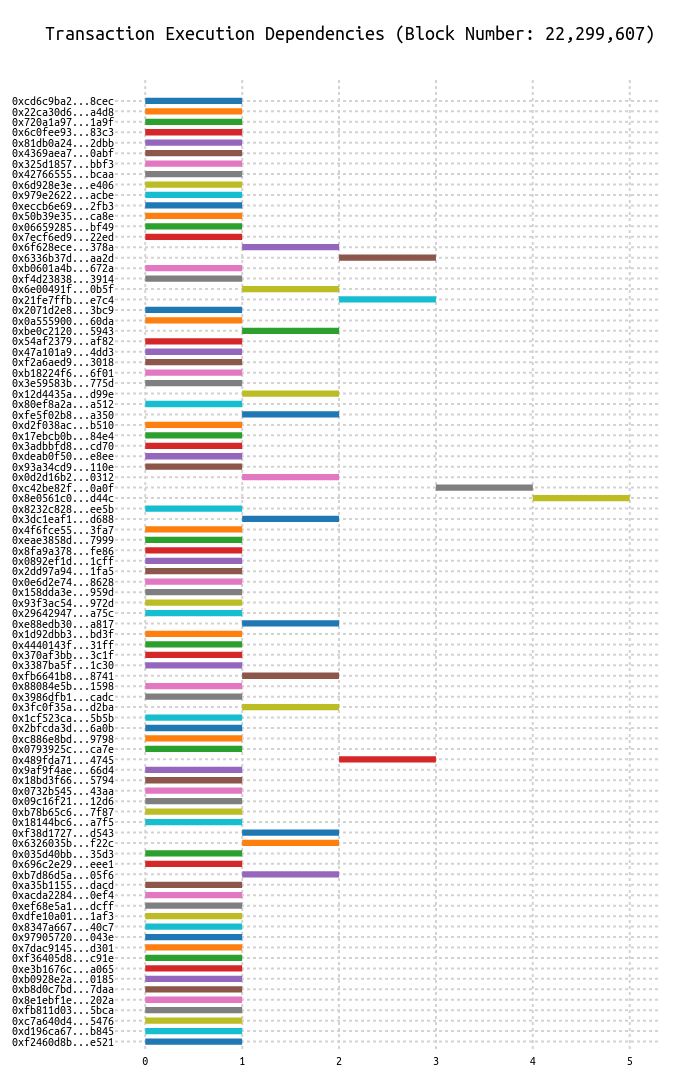 Transaction Execution Dependencies (Block Number: 22,299,607)
0xcd6c9ba2...8cec
0x22ca30d6...a4d8
0x720a1a97...1a9f
0x6c0fee93...83c3
0x81db0a24...2dbb
0x4369aea7...0abf
0x325d1857...bbf3
0x42766555...bcaa
0x6d928e3e...e406
0x979e2622...acbe
0xeccb6e69...2fb3
0x50b39e35...ca8e
0x06659285...bf49
0x7ecf6ed9...22ed
0x6f628ece...378a
0x6336b37d...aa2d
0xb0601a4b...672a
0xf4d23838...3914
0x6e00491f...0b5f
0x21fe7ffb...e7c4
0x2071d2e8...3bc9
0x0a555900...60da
0xbe0c2120...5943
0x54af2379...af82
0x47a101a9...4dd3
0xf2a6aed9...3018
0xb18224f6...6f01
0x3e59583b...775d
0x12d4435a...d99e
0x80ef8a2a...a512
0xfe5f02b8...a350
0xd2f038ac...b510
0x17ebcb0b...84e4
0x3adbbfd8...cd70
0xdeab0f50...e8ee
0x93a34cd9...110e
0x0d2d16b2...0312
0xc42be82f...0a0f
0x8e0561c0...d44c
0x8232c828...ee5b
0x3dc1eaf1...d688
0x4f6fce55...3fa7
0xeae3858d...7999
0x8fa9a378...fe86
0x0892ef1d...1cff
0x2dd97a94...1fa5
0x0e6d2e74...8628
0x158dda3e...959d
0x93f3ac54...972d
0x29642947...a75c
0xe88edb30...a817
0x1d92dbb3...bd3f
0x4440143f...31ff
0x370af3bb...3c1f
0x3387ba5f...1c30
0xfb6641b8...8741
0x88084e5b...1598
0x3986dfb1...cadc
0x3fc0f35a...d2ba
0x1cf523ca...5b5b
0x2bfcda3d...6a0b
0xc886e8bd...9798
0x0793925c...ca7e
0x489fda71...4745
0x9af9f4ae...66d4
0x18bd3f66...5794
0x0732b545...43aa
0x09c16f21...12d6
0xb78b65c6...7f87
0x18144bc6...a7f5
0xf38d1727...d543
0x6326035b...f22c
0x035d40bb...35d3
0x696c2e29...eee1
0xb7d86d5a...05f6
0xa35b1155...dacd
0xacda2284...0ef4
0xef68e5a1...dcff
0xdfe10a01...1af3
0x8347a667...40c7
0x97905720...043e
0x7dac9145...d301
0xf36405d8...c91e
0xe3b1676c...a065
0xb0928e2a...0185
0xb8d0c7bd...7daa
0x8e1ebf1e...202a
0xfb811d03...5bca
0xc7a640d4...5476
0xd196ca67...b845
0xf2460d8b...e521
0 1 2 3 4 5